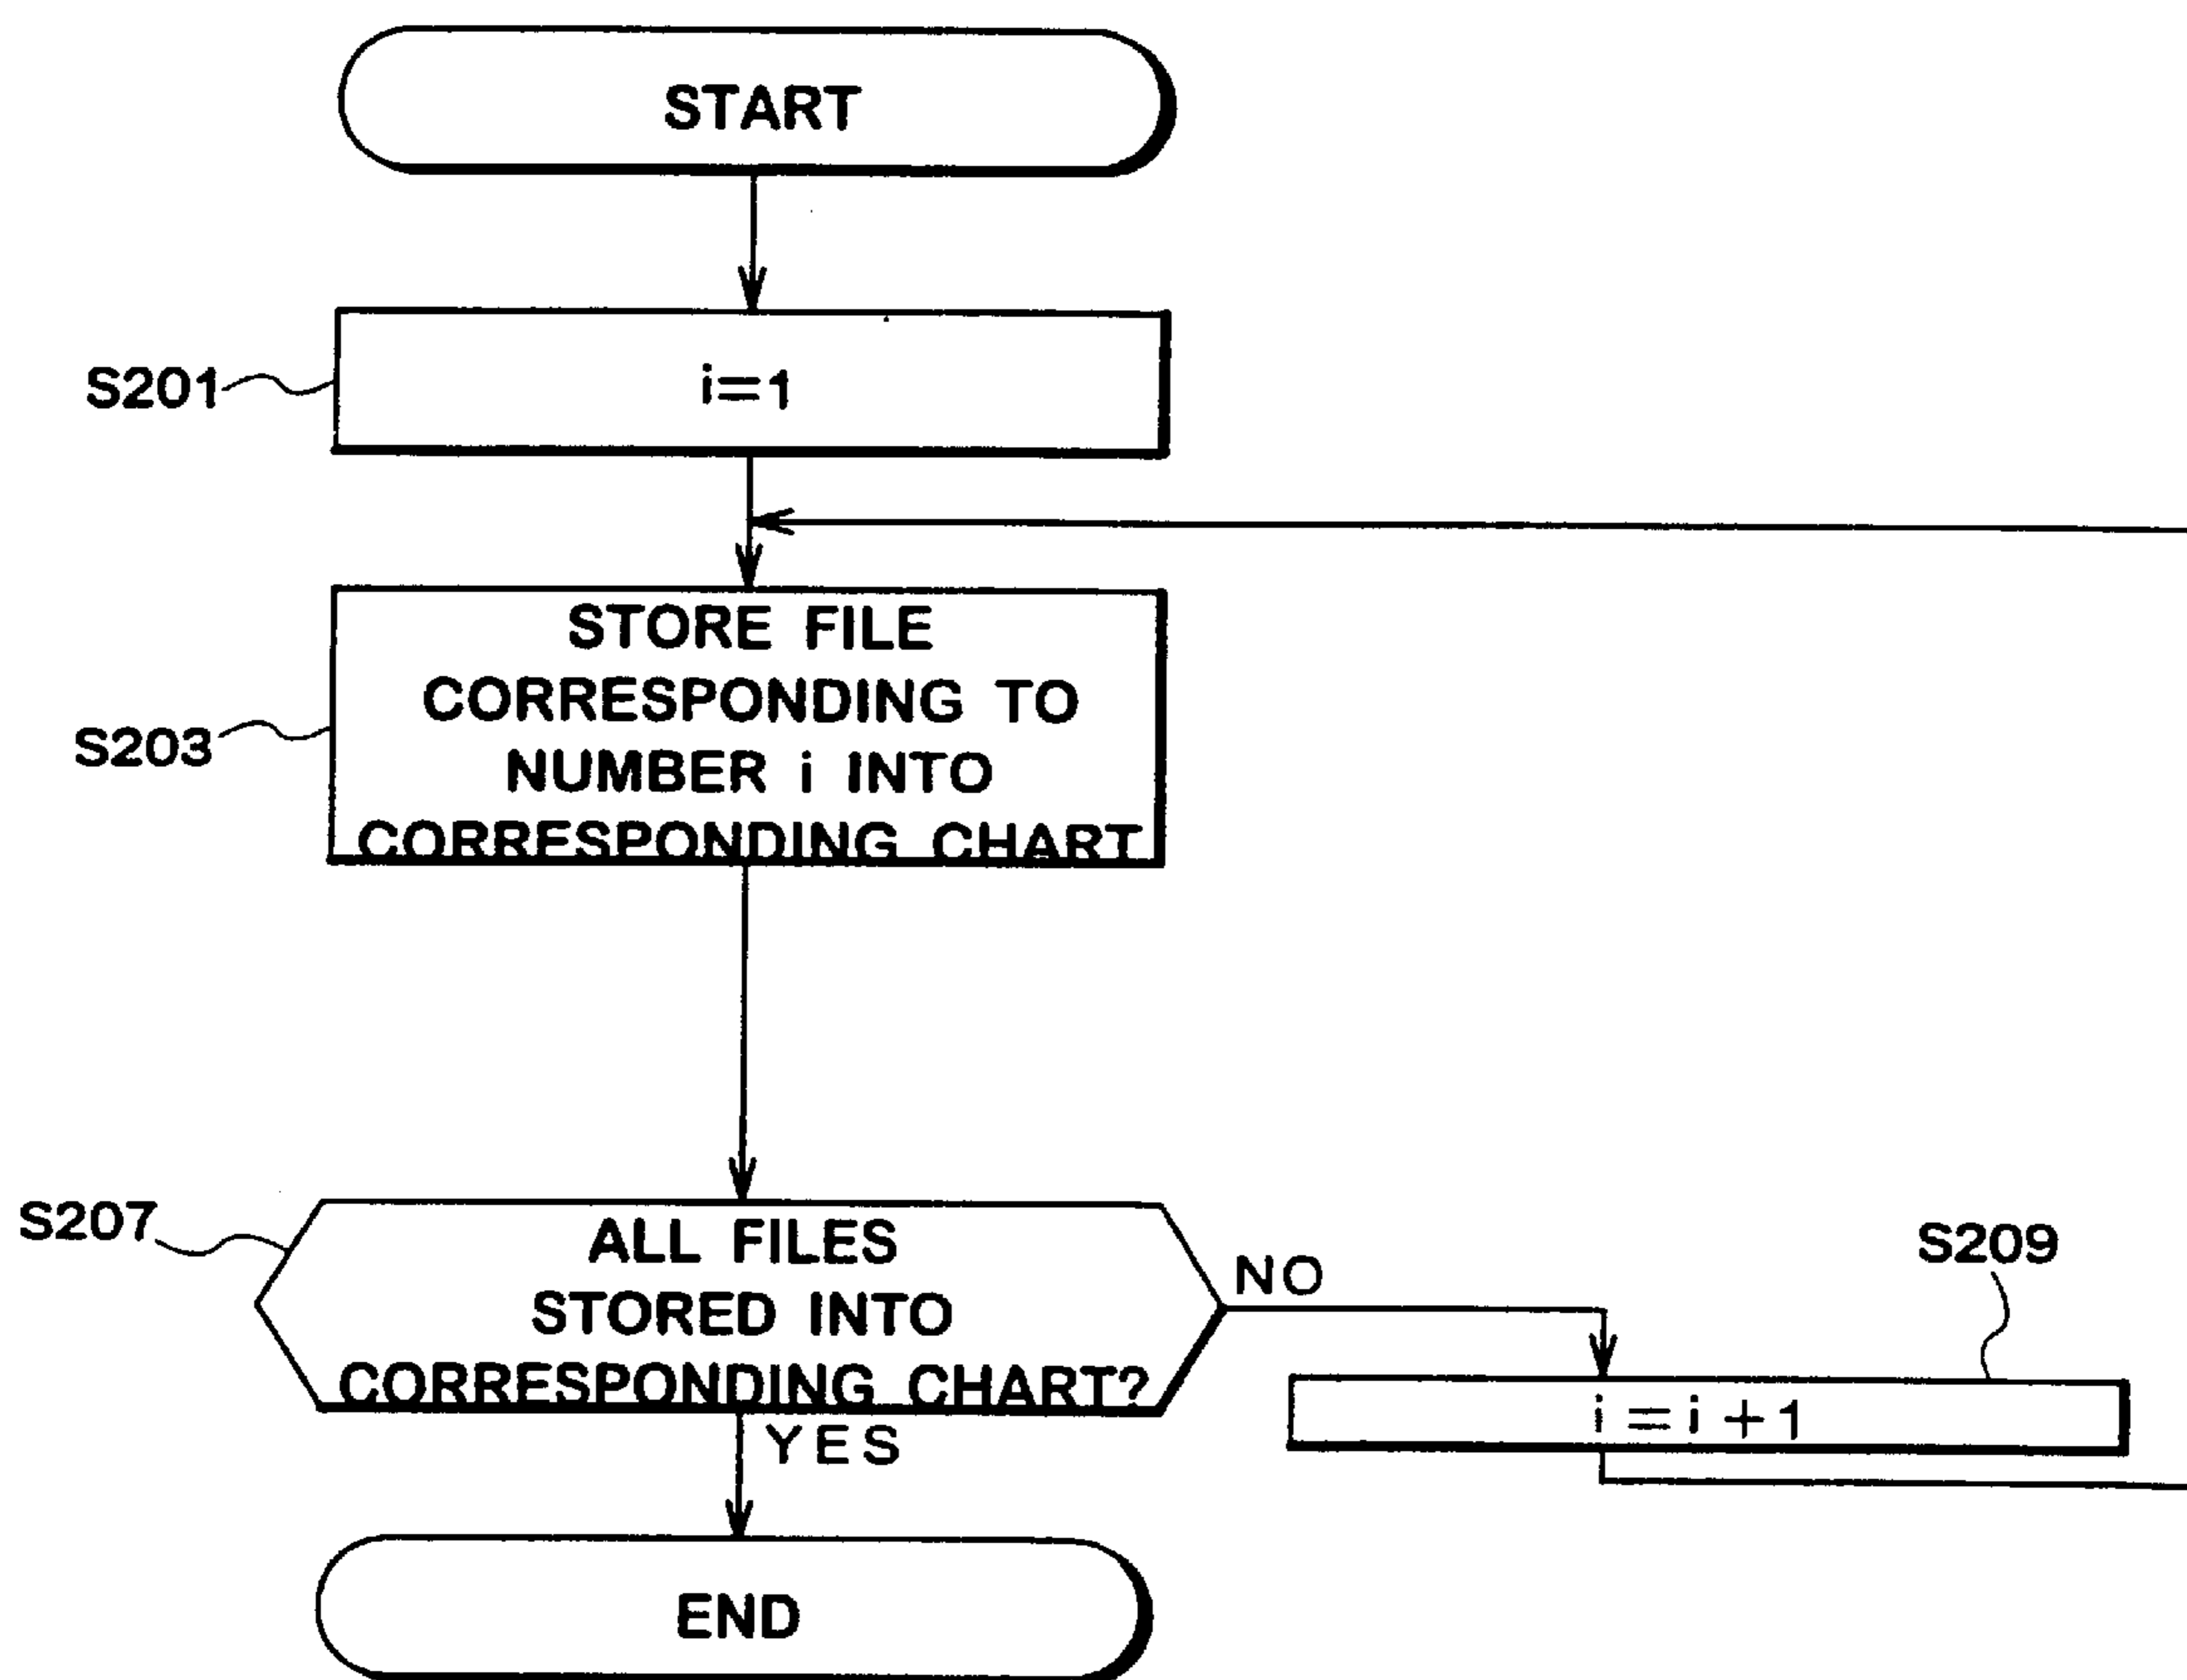 START
S201
i=1
STORE FILE
CORRESPONDING TO
S203
NUMBER i INTO
CORRESPONDING CHART
S207
ALL FILES
STORED INTO
CORRESPONDING CHART?
NO
S209
i = i + 1
YES
END